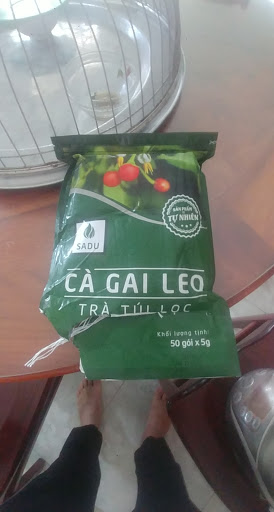 SẢN PHẨM
TỰ NHIÊN
SADU
CÀ GAI LEO
TRÀ TÚI LỌC
Khối lượng tịnh:
50 gói x 5g